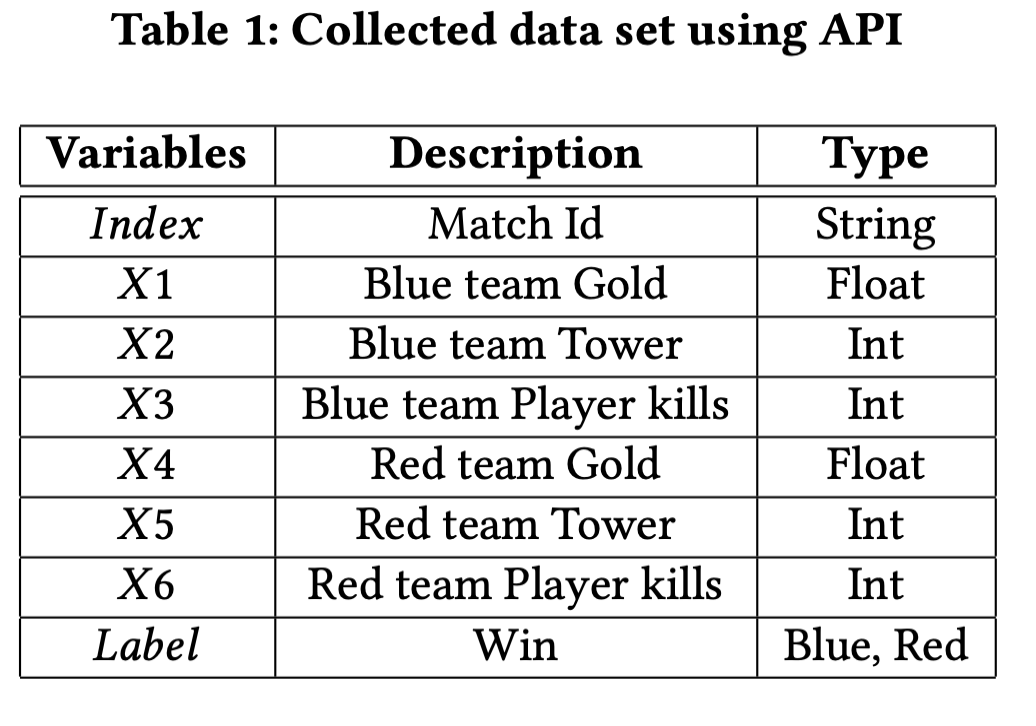 Table 1: Collected data set using API
Variables Description Type
Index Match Id String
X1 Blue team Gold Float
X2 Blue team Tower Int
X3 Blue team Player kills Int
X4 Red team Gold Float
X5 Red team Tower Int
X6 Red team Player kills Int
Label Win Blue, Red